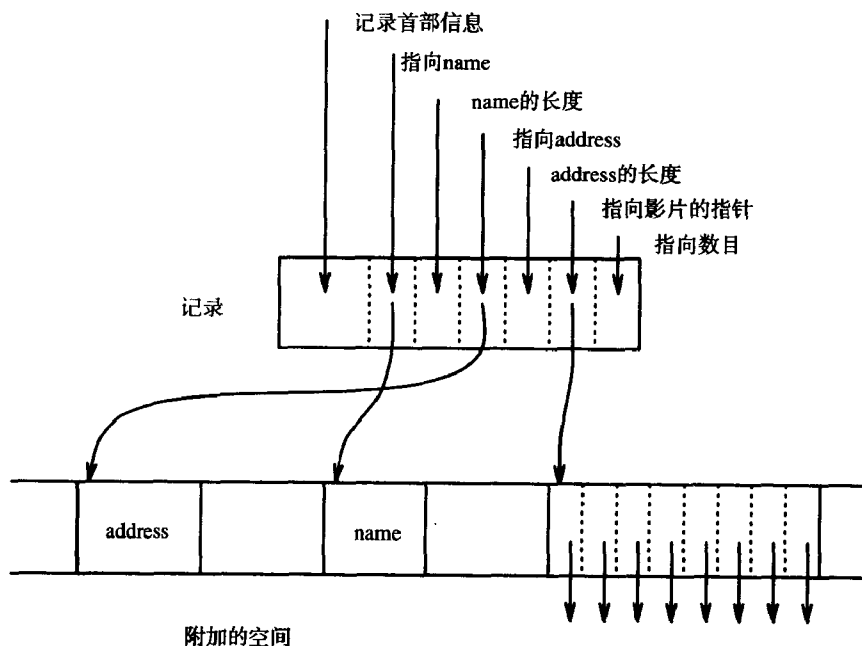 记录首部信息
指向name
name的长度
指向address
address的长度
指向影片的指针
指向数目
记录
address
name
附加的空间